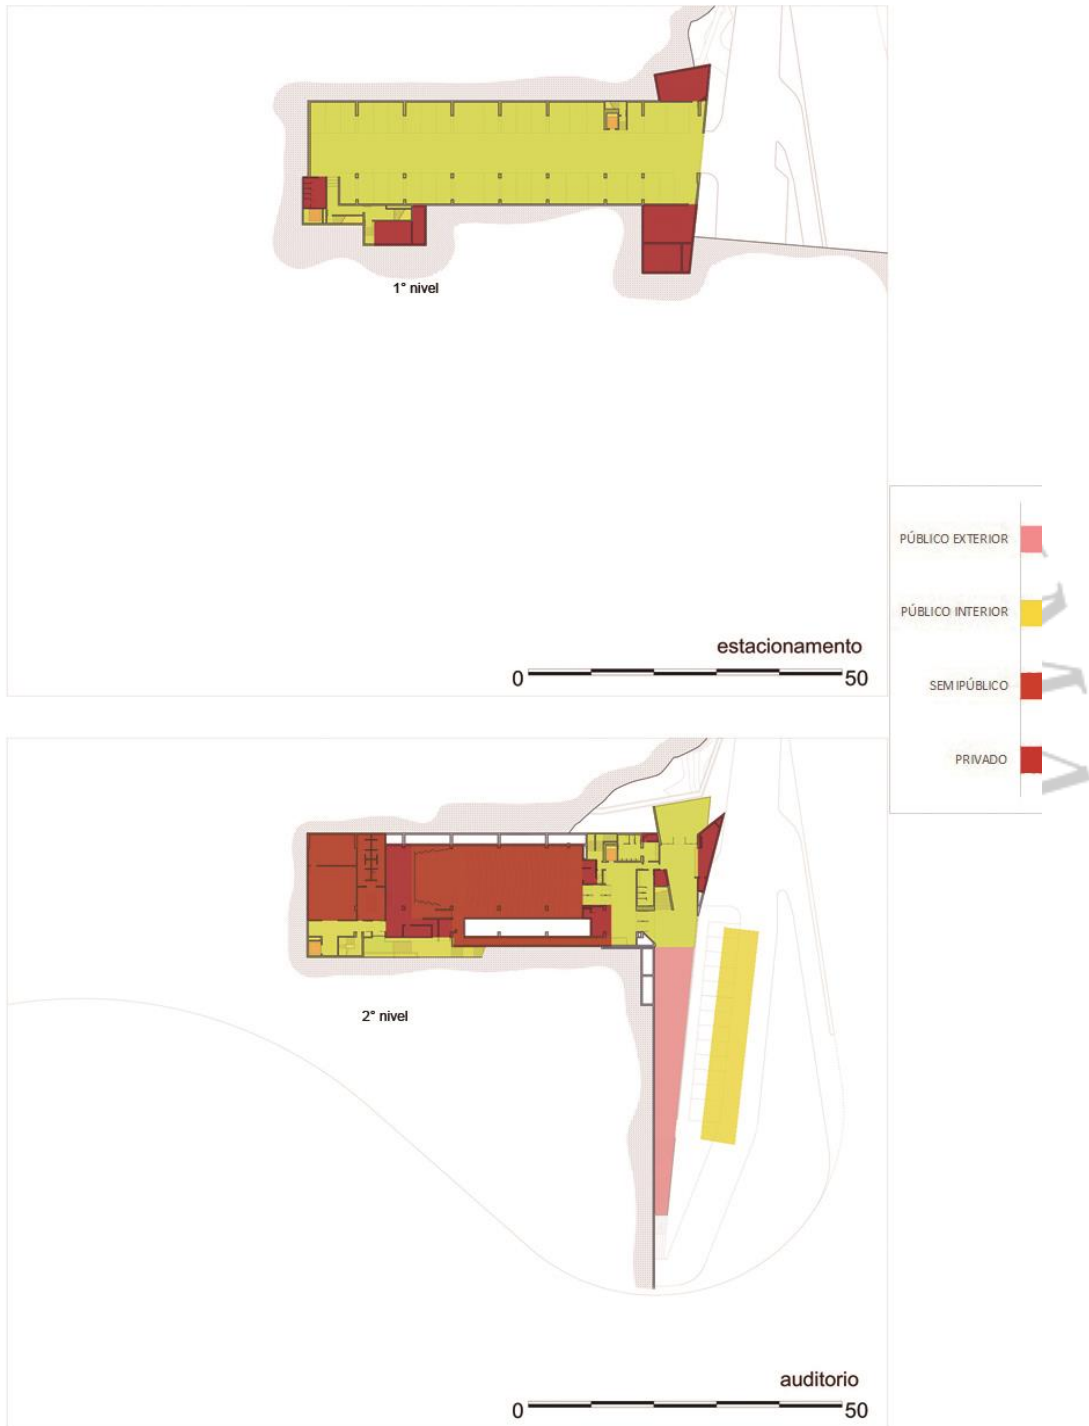 1° nivel
estacionamento
0
50
PÚBLICO EXTERIOR
PÚBLICO INTERIOR
SEMIPÚBLICO
PRIVADO
2° nivel
auditorio
0
50